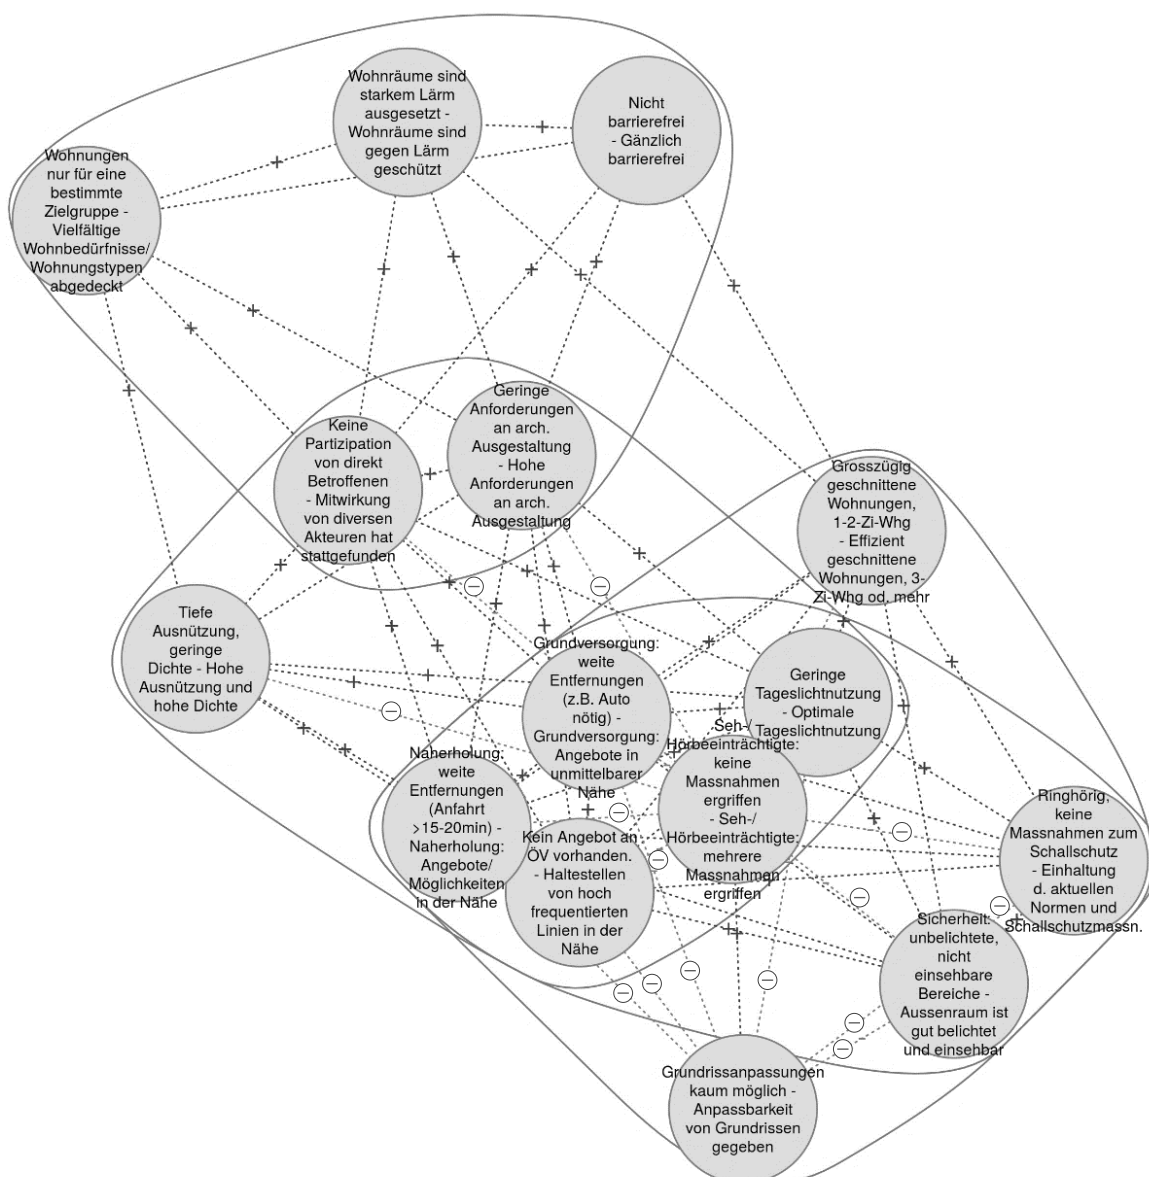 Wohnräume sind
starkem Lärm
ausgesetzt -
Wohnräume sind
gegen Lärm
geschützt
Nicht
barrierefrei
- Gänzlich
barrierefrei
Wohnungen
nur für eine
bestimmte
Zielgruppe -
Vielfältige
Wohnbedürfnisse/
Wohnungstypen
abgedeckt
Geringe
Anforderungen
an arch.
Ausgestaltung
- Hohe
Anforderungen
an arch.
Ausgestaltung
Keine
Partizipation
von direkt
Betroffenen
- Mitwirkung
von diversen
Akteuren hat
stattgefunden
Grosszügig
geschnittene
Wohnungen,
1-2-Zi-Whg
- Effizient
geschnittene
Wohnungen, 3-
Zi-Whg od. mehr
Tiefe
Ausnützung,
geringe
Dichte - Hohe
Ausnützung und
hohe Dichte
Grundversorgung:
weite
Entfernungen
(z.B. Auto
nötig) -
Grundversorgung:
Angebote in
unmittelbarer
Nähe
Geringe
Tageslichtnutzung
- Optimale
Tageslichtnutzung
Seh-/
Hörbeeinträchtigte:
keine
Massnahmen
ergriffen
- Seh-/
Hörbeeinträchtigte:
mehrere
Massnahmen
ergriffen
Naherholung:
weite
Entfernungen
(Anfahrt
>15-20min) -
Naherholung:
Angebote/
Möglichkeiten
in der Nähe
Kein Angebot an
ÖV vorhanden.
- Haltestellen
von hoch
frequentierten
Linien in der
Nähe
Ringhörig,
keine
Massnahmen zum
Schallschutz
- Einhaltung
d. aktuellen
Normen und
Schallschutzmassn.
Sicherheit:
unbelichtete,
nicht
einsehbare
Bereiche -
Aussenraum ist
gut belichtet
und einsehbar
Grundrissanpassungen
kaum möglich -
Anpassbarkeit
von Grundrissen
gegeben